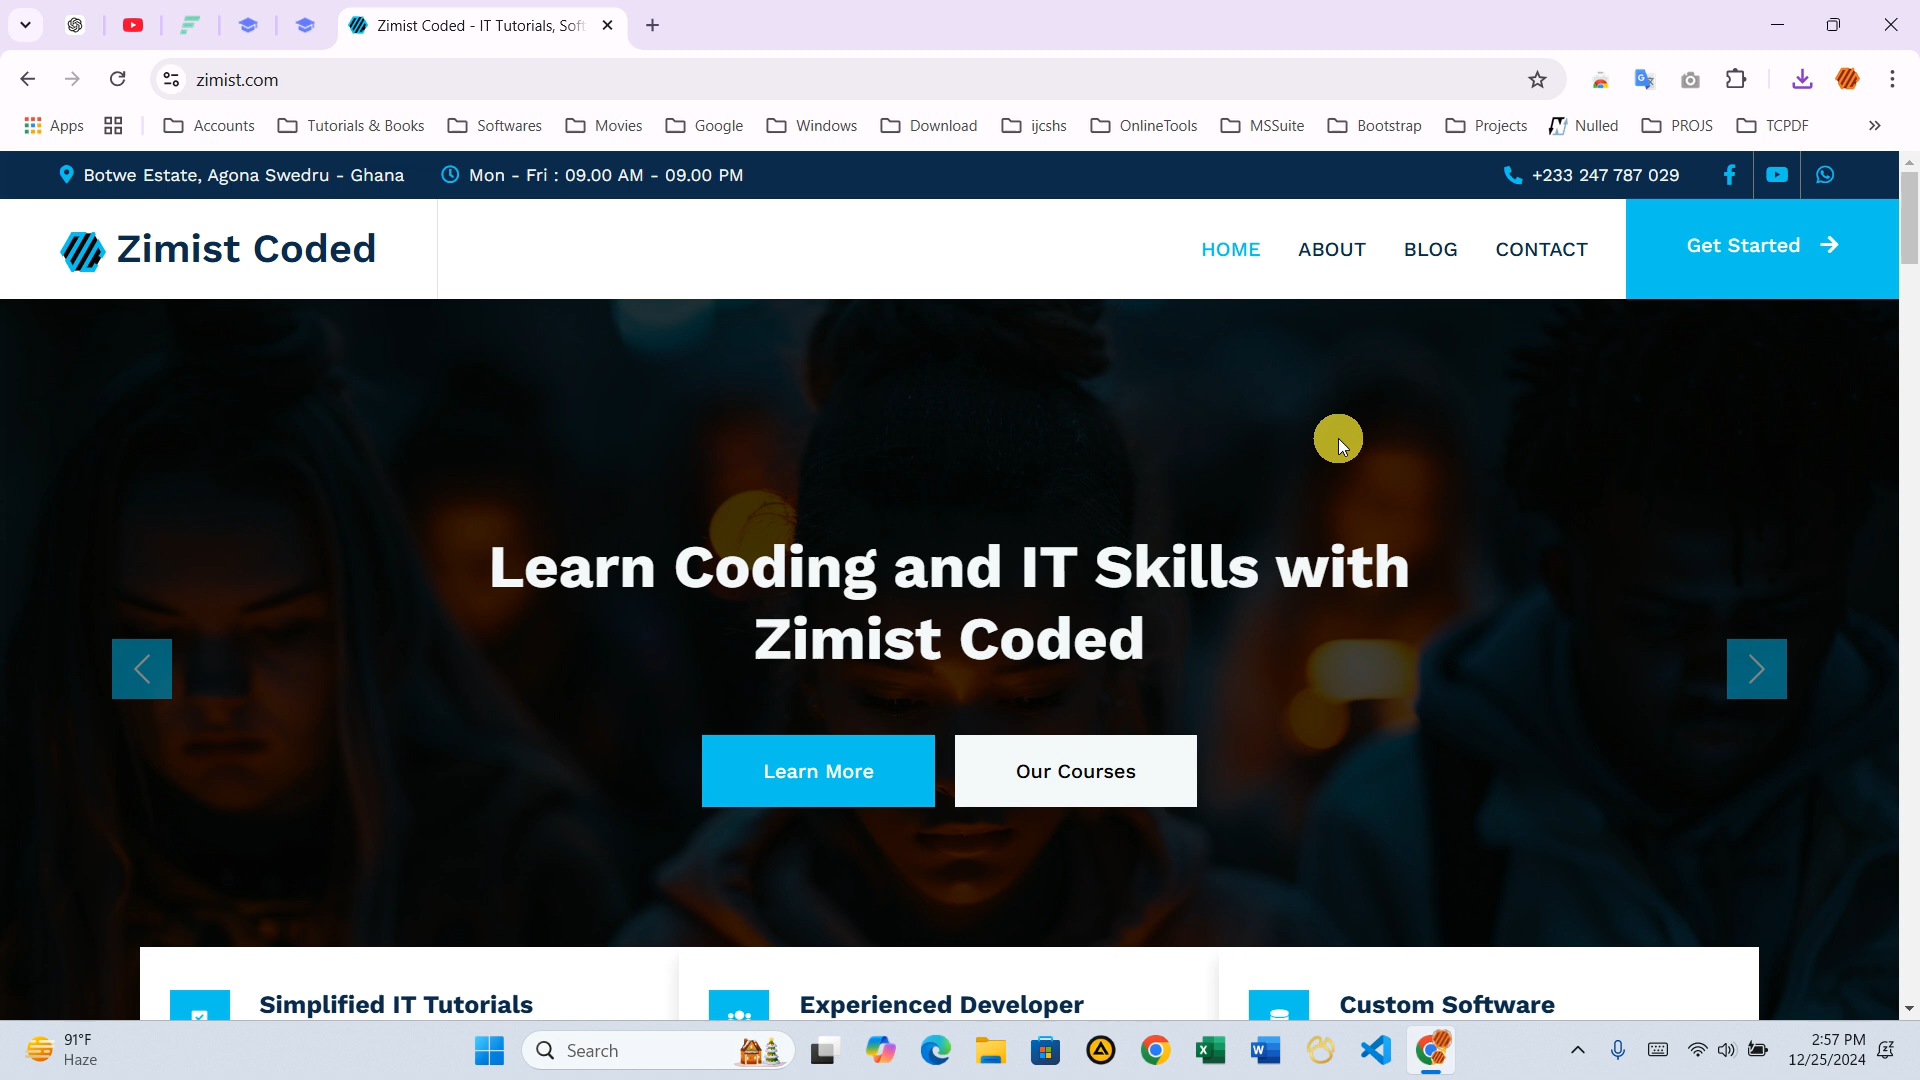 Zimist Coded - IT Tutorials, Soft
zimist.com
Apps Accounts Tutorials & Books Softwares Movies Google Windows Download ijcshs OnlineTools MSSuite Bootstrap Projects Nulled PROJS TCPDF
Botwe Estate, Agona Swedru - Ghana Mon - Fri : 09.00 AM - 09.00 PM +233 247 787 029
Zimist Coded HOME ABOUT BLOG CONTACT Get Started
Learn Coding and IT Skills with
Zimist Coded
Learn More Our Courses
Simplified IT Tutorials Experienced Developer Custom Software
91°F
Haze
Search
2:57 PM
12/25/2024